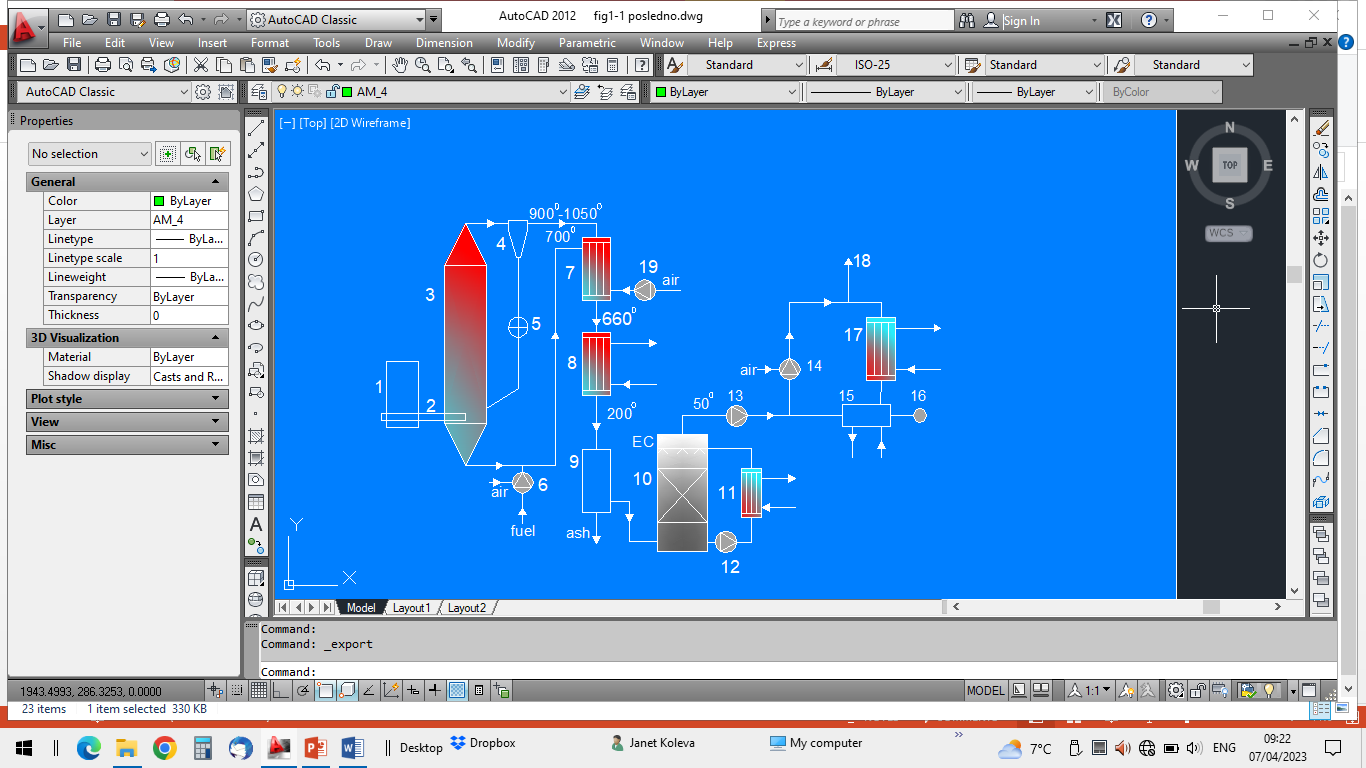 AutoCAD Classic
AutoCAD 2012 fig1-1 posledno.dwg
Type a keyword or phrase
Sign In
File Edit View Insert Format Tools Draw Dimension Modify Parametric Window Help Express
Standard ISO-25 Standard Standard
AutoCAD Classic AM_4 ByLayer ByLayer ByLayer ByColor
Properties
No selection
General
Color ByLayer
Layer AM_4
Linetype ByLa...
Linetype scale 1
Lineweight ByLa...
Transparency ByLayer
Thickness 0
3D Visualization
Material ByLayer
Shadow display Casts and R...
Plot style
View
Misc
[−] [Top] [2D Wireframe]
N
W TOP E
S
WCS
900⁰-1050⁰
4 700⁰
7 19 air
3
18
5 660⁰
17
8
air 14
1
2 200⁰ 50⁰ 13 15 16
EC
9
10 11
air 6
fuel ash
12
Y
X
Model Layout1 Layout2
Command:
Command: _export
Command:
1943.4993, 286.3253, 0.0000 MODEL 1:1
23 items 1 item selected 330 KB
Desktop Dropbox Janet Koleva My computer 7°C ENG 09:22
07/04/2023